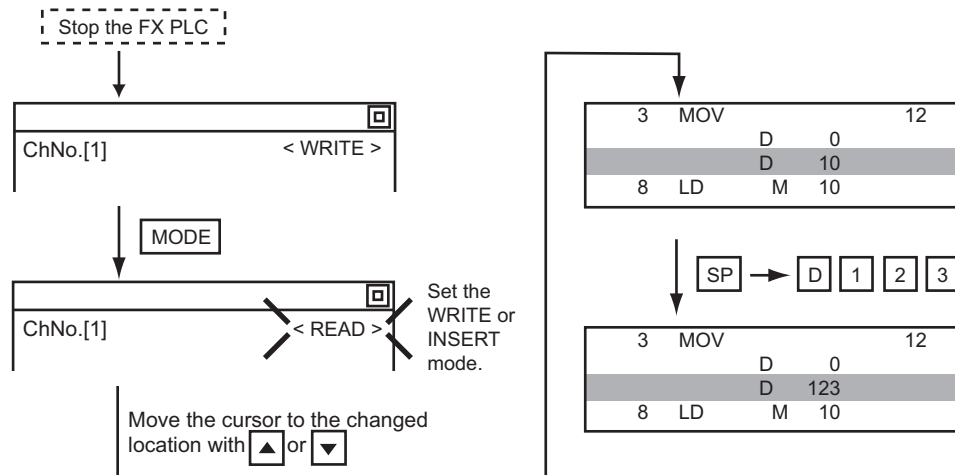 Stop the FX PLC
ChNo.[1] < WRITE >
MODE
ChNo.[1] < READ >
Set the
WRITE or
INSERT
mode.
Move the cursor to the changed
location with ▲ or ▼
3 MOV 12
D 0
D 10
8 LD M 10
SP D 1 2 3
3 MOV 12
D 0
D 123
8 LD M 10